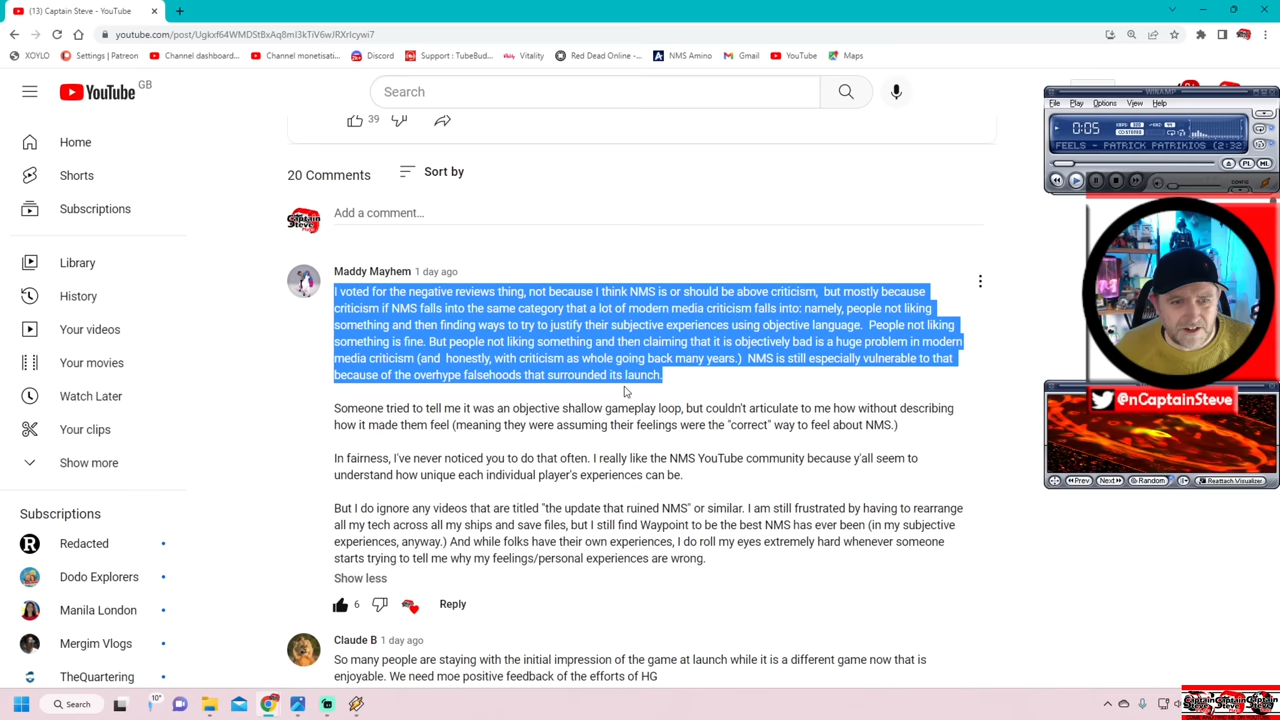 (13) Captain Steve - YouTube
youtube.com/post/Ugkxf64WMDStBxAq8mI3kTiV6wJRXrIcywi7
XOYLO
Settings | Patreon
Channel dashboard...
Channel monetisati...
Discord
Support : TubeBud...
Vitality
Red Dead Online -...
NMS Amino
Gmail
YouTube
Maps
YouTube GB
Search
39
20 Comments
Sort by
Add a comment...
Maddy Mayhem 1 day ago
I voted for the negative reviews thing, not because I think NMS is or should be above criticism,  but mostly because
criticism if NMS falls into the same category that a lot of modern media criticism falls into: namely, people not liking
something and then finding ways to try to justify their subjective experiences using objective language.  People not liking
something is fine. But people not liking something and then claiming that it is objectively bad is a huge problem in modern
media criticism (and  honestly, with criticism as whole going back many years.)  NMS is still especially vulnerable to that
because of the overhype falsehoods that surrounded its launch.
Someone tried to tell me it was an objective shallow gameplay loop, but couldn't articulate to me how without describing
how it made them feel (meaning they were assuming their feelings were the "correct" way to feel about NMS.)
In fairness, I've never noticed you to do that often. I really like the NMS YouTube community because y'all seem to
understand how unique each individual player's experiences can be.
But I do ignore any videos that are titled "the update that ruined NMS" or similar. I am still frustrated by having to rearrange
all my tech across all my ships and save files, but I still find Waypoint to be the best NMS has ever been (in my subjective
experiences, anyway.) And while folks have their own experiences, I do roll my eyes extremely hard whenever someone
starts trying to tell me why my feelings/personal experiences are wrong.
Show less
6
Reply
Claude B 1 day ago
So many people are staying with the initial impression of the game at launch while it is a different game now that is
enjoyable. We need moe positive feedback of the efforts of HG
Home
Shorts
Subscriptions
Library
History
Your videos
Your movies
Watch Later
Your clips
Show more
Subscriptions
Redacted
Dodo Explorers
Manila London
Mergim Vlogs
TheQuartering
WINAMP
File Play Options View Help
0:05
FEELS - PATRICK PATRIKIOS (2:32
@nCaptainSteve
Prev
Next
Random
Reattach Visualizer
Search
10°